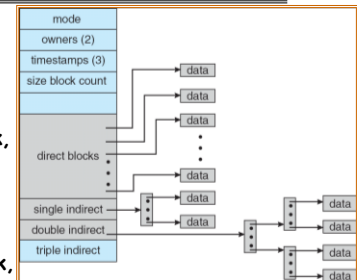 mode
owners (2)
timestamps (3)
size block count
data
data
data
direct blocks
data
data
single indirect
data
data
double indirect
data
triple indirect
data
data
k,
k,